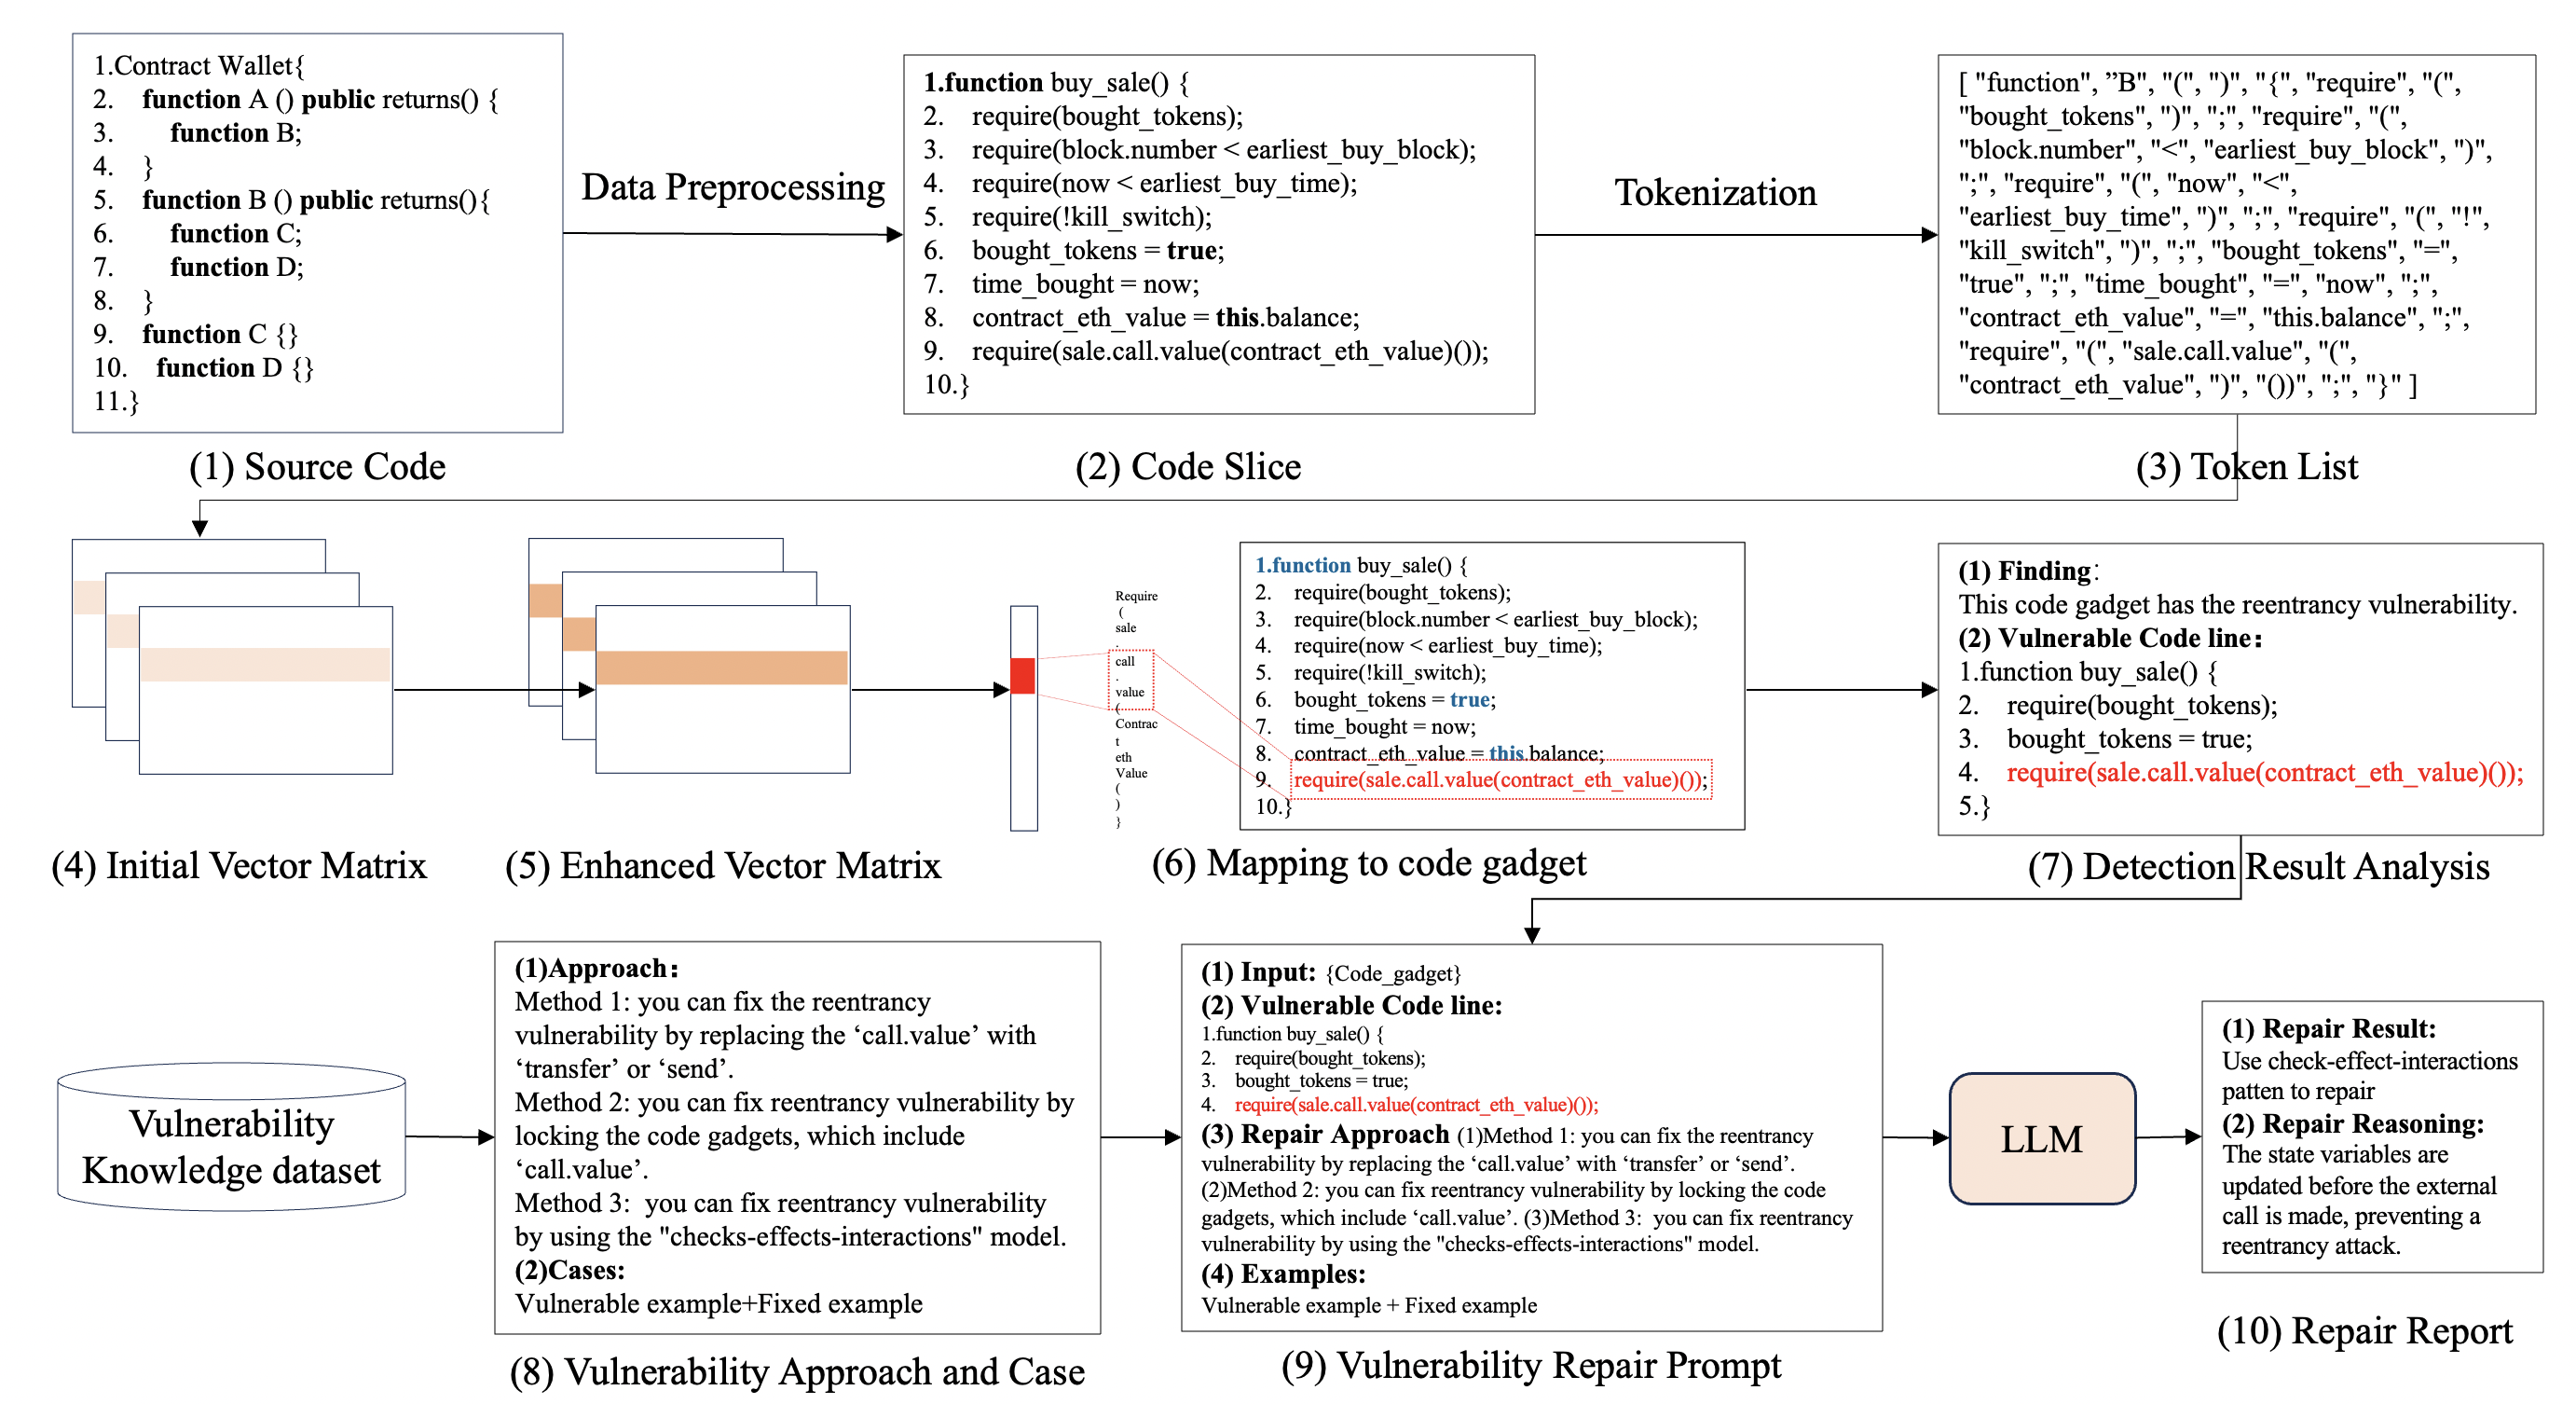 1.Contract Wallet{
2. function A () public returns() {
3. function B;
4. }
5. function B () public returns(){
6. function C;
7. function D;
8. }
9. function C {}
10. function D {}
11.}
(1) Source Code
Data Preprocessing
1.function buy_sale() {
2. require(bought_tokens);
3. require(block.number < earliest_buy_block);
4. require(now < earliest_buy_time);
5. require(!kill_switch);
6. bought_tokens = true;
7. time_bought = now;
8. contract_eth_value = this.balance;
9. require(sale.call.value(contract_eth_value)());
10.}
(2) Code Slice
Tokenization
[ "function", ”B", "(", ")", "{", "require", "(",
"bought_tokens", ")", ";", "require", "(",
"block.number", "<", "earliest_buy_block", ")",
";", "require", "(", "now", "<",
"earliest_buy_time", ")", ";", "require", "(", "!",
"kill_switch", ")", ";", "bought_tokens", "=",
"true", ";", "time_bought", "=", "now", ";",
"contract_eth_value", "=", "this.balance", ";",
"require", "(", "sale.call.value", "(",
"contract_eth_value", ")", "())", ";", "}" ]
(3) Token List
(4) Initial Vector Matrix
(5) Enhanced Vector Matrix
Require
(
sale
.
call
.
value
(
Contrac
t
eth
Value
(
)
}
1.function buy_sale() {
2. require(bought_tokens);
3. require(block.number < earliest_buy_block);
4. require(now < earliest_buy_time);
5. require(!kill_switch);
6. bought_tokens = true;
7. time_bought = now;
8. contract_eth_value = this.balance;
9. require(sale.call.value(contract_eth_value)());
10.}
(6) Mapping to code gadget
(1) Finding:
This code gadget has the reentrancy vulnerability.
(2) Vulnerable Code line:
1.function buy_sale() {
2. require(bought_tokens);
3. bought_tokens = true;
4. require(sale.call.value(contract_eth_value)());
5.}
(7) Detection Result Analysis
Vulnerability
Knowledge dataset
(1)Approach:
Method 1: you can fix the reentrancy
vulnerability by replacing the ‘call.value’ with
‘transfer’ or ‘send’.
Method 2: you can fix reentrancy vulnerability by
locking the code gadgets, which include
‘call.value’.
Method 3: you can fix reentrancy vulnerability
by using the "checks-effects-interactions" model.
(2)Cases:
Vulnerable example+Fixed example
(8) Vulnerability Approach and Case
(1) Input: {Code_gadget}
(2) Vulnerable Code line:
1.function buy_sale() {
2. require(bought_tokens);
3. bought_tokens = true;
4. require(sale.call.value(contract_eth_value)());
(3) Repair Approach (1)Method 1: you can fix the reentrancy
vulnerability by replacing the ‘call.value’ with ‘transfer’ or ‘send’.
(2)Method 2: you can fix reentrancy vulnerability by locking the code
gadgets, which include ‘call.value’. (3)Method 3: you can fix reentrancy
vulnerability by using the "checks-effects-interactions" model.
(4) Examples:
Vulnerable example + Fixed example
(9) Vulnerability Repair Prompt
LLM
(1) Repair Result:
Use check-effect-interactions
patten to repair
(2) Repair Reasoning:
The state variables are
updated before the external
call is made, preventing a
reentrancy attack.
(10) Repair Report